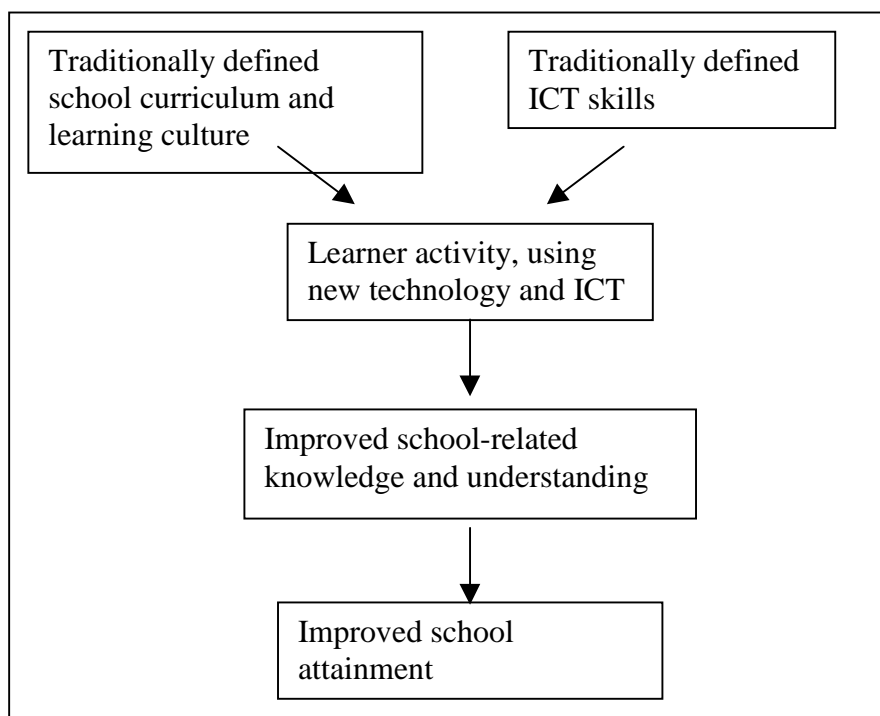 Traditionally defined
school curriculum and
learning culture
Traditionally defined
ICT skills
Learner activity, using
new technology and ICT
Improved school-related
knowledge and understanding
Improved school
attainment